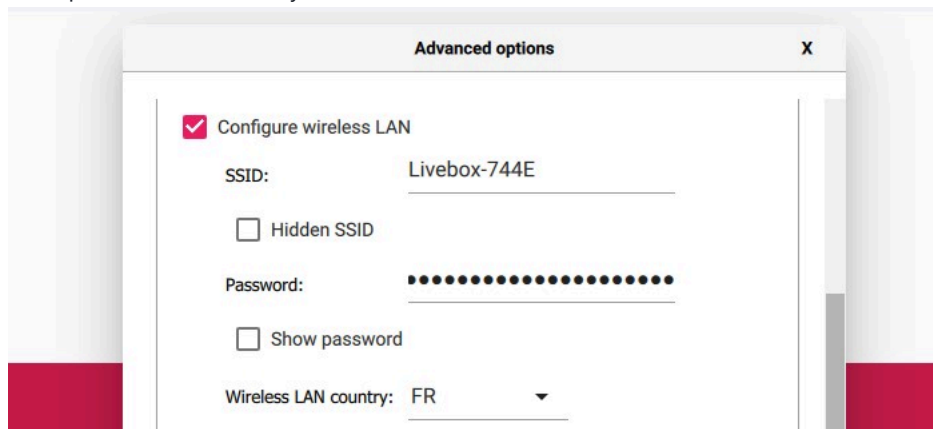 Advanced options X
Configure wireless LAN
SSID: Livebox-744E
Hidden SSID
Password: •••••••••••••••••••••
Show password
Wireless LAN country: FR